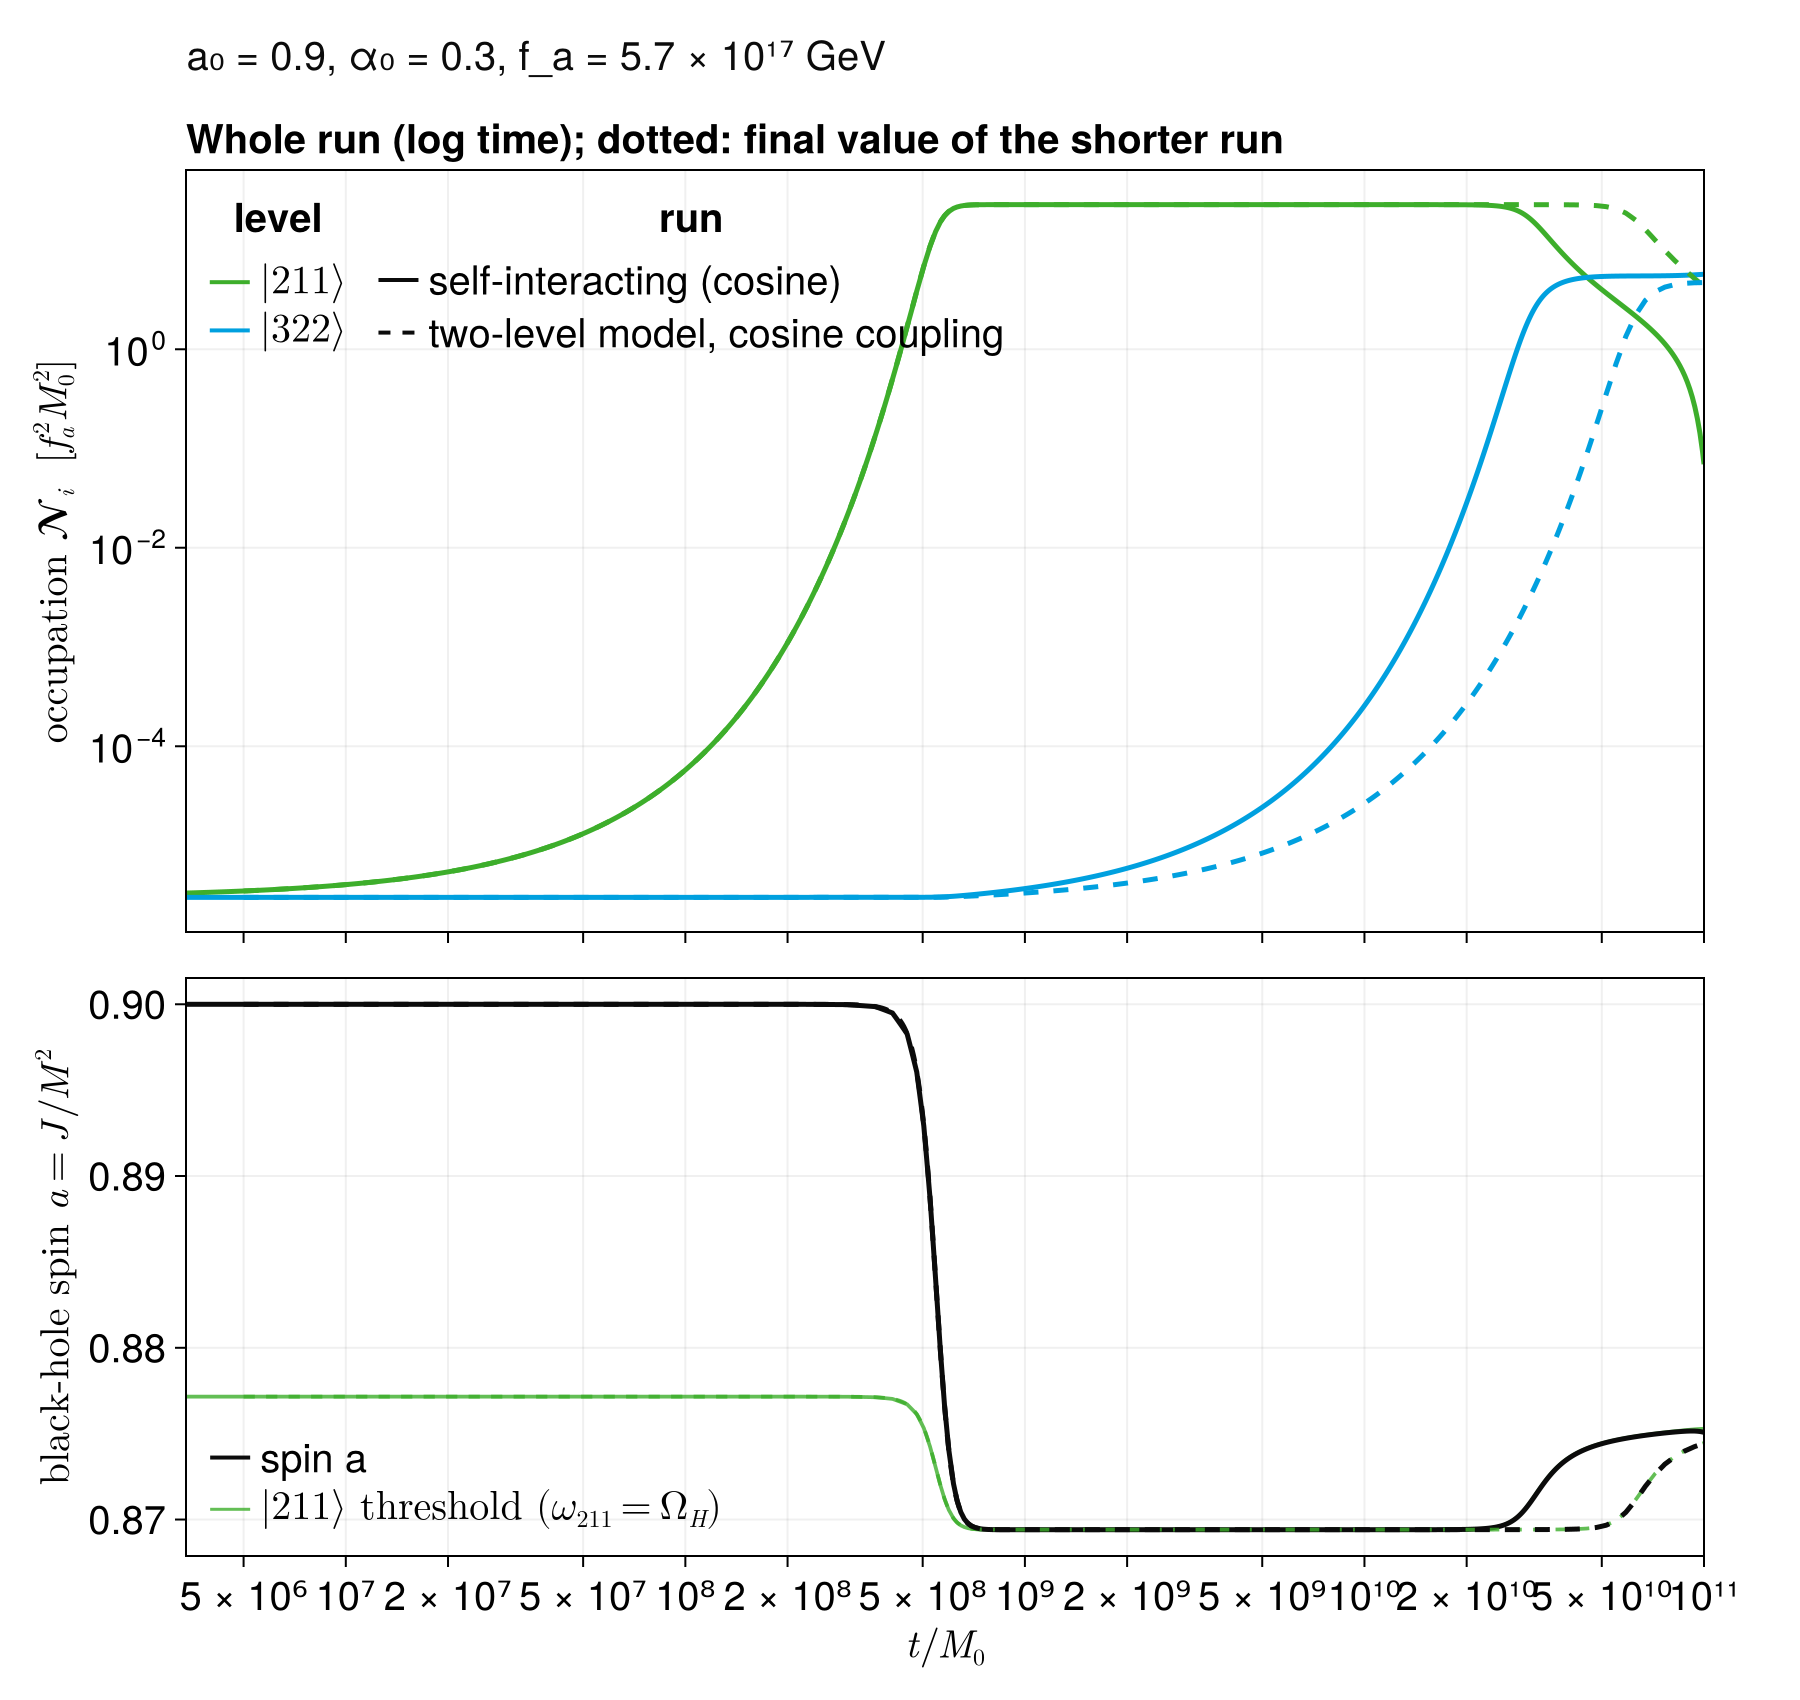 a₀ = 0.9, α₀ = 0.3, f_a = 5.7 × 10¹⁷ GeV
Whole run (log time); dotted: final value of the shorter run
level
run
|211⟩
self-interacting (cosine)
|322⟩
two-level model, cosine coupling
10⁰
10⁻²
10⁻⁴
occupation 𝒩ᵢ [f_a² M₀²]
0.90
0.89
0.88
0.87
black-hole spin a = J/M²
spin a
|211⟩ threshold (ω₂₁₁ = Ω_H)
5 × 10⁶ 10⁷ 2 × 10⁷ 5 × 10⁷ 10⁸ 2 × 10⁸ 5 × 10⁸ 10⁹ 2 × 10⁹ 5 × 10⁹ 10¹⁰ 2 × 10¹⁰ 5 × 10¹⁰ 10¹¹
t/M₀